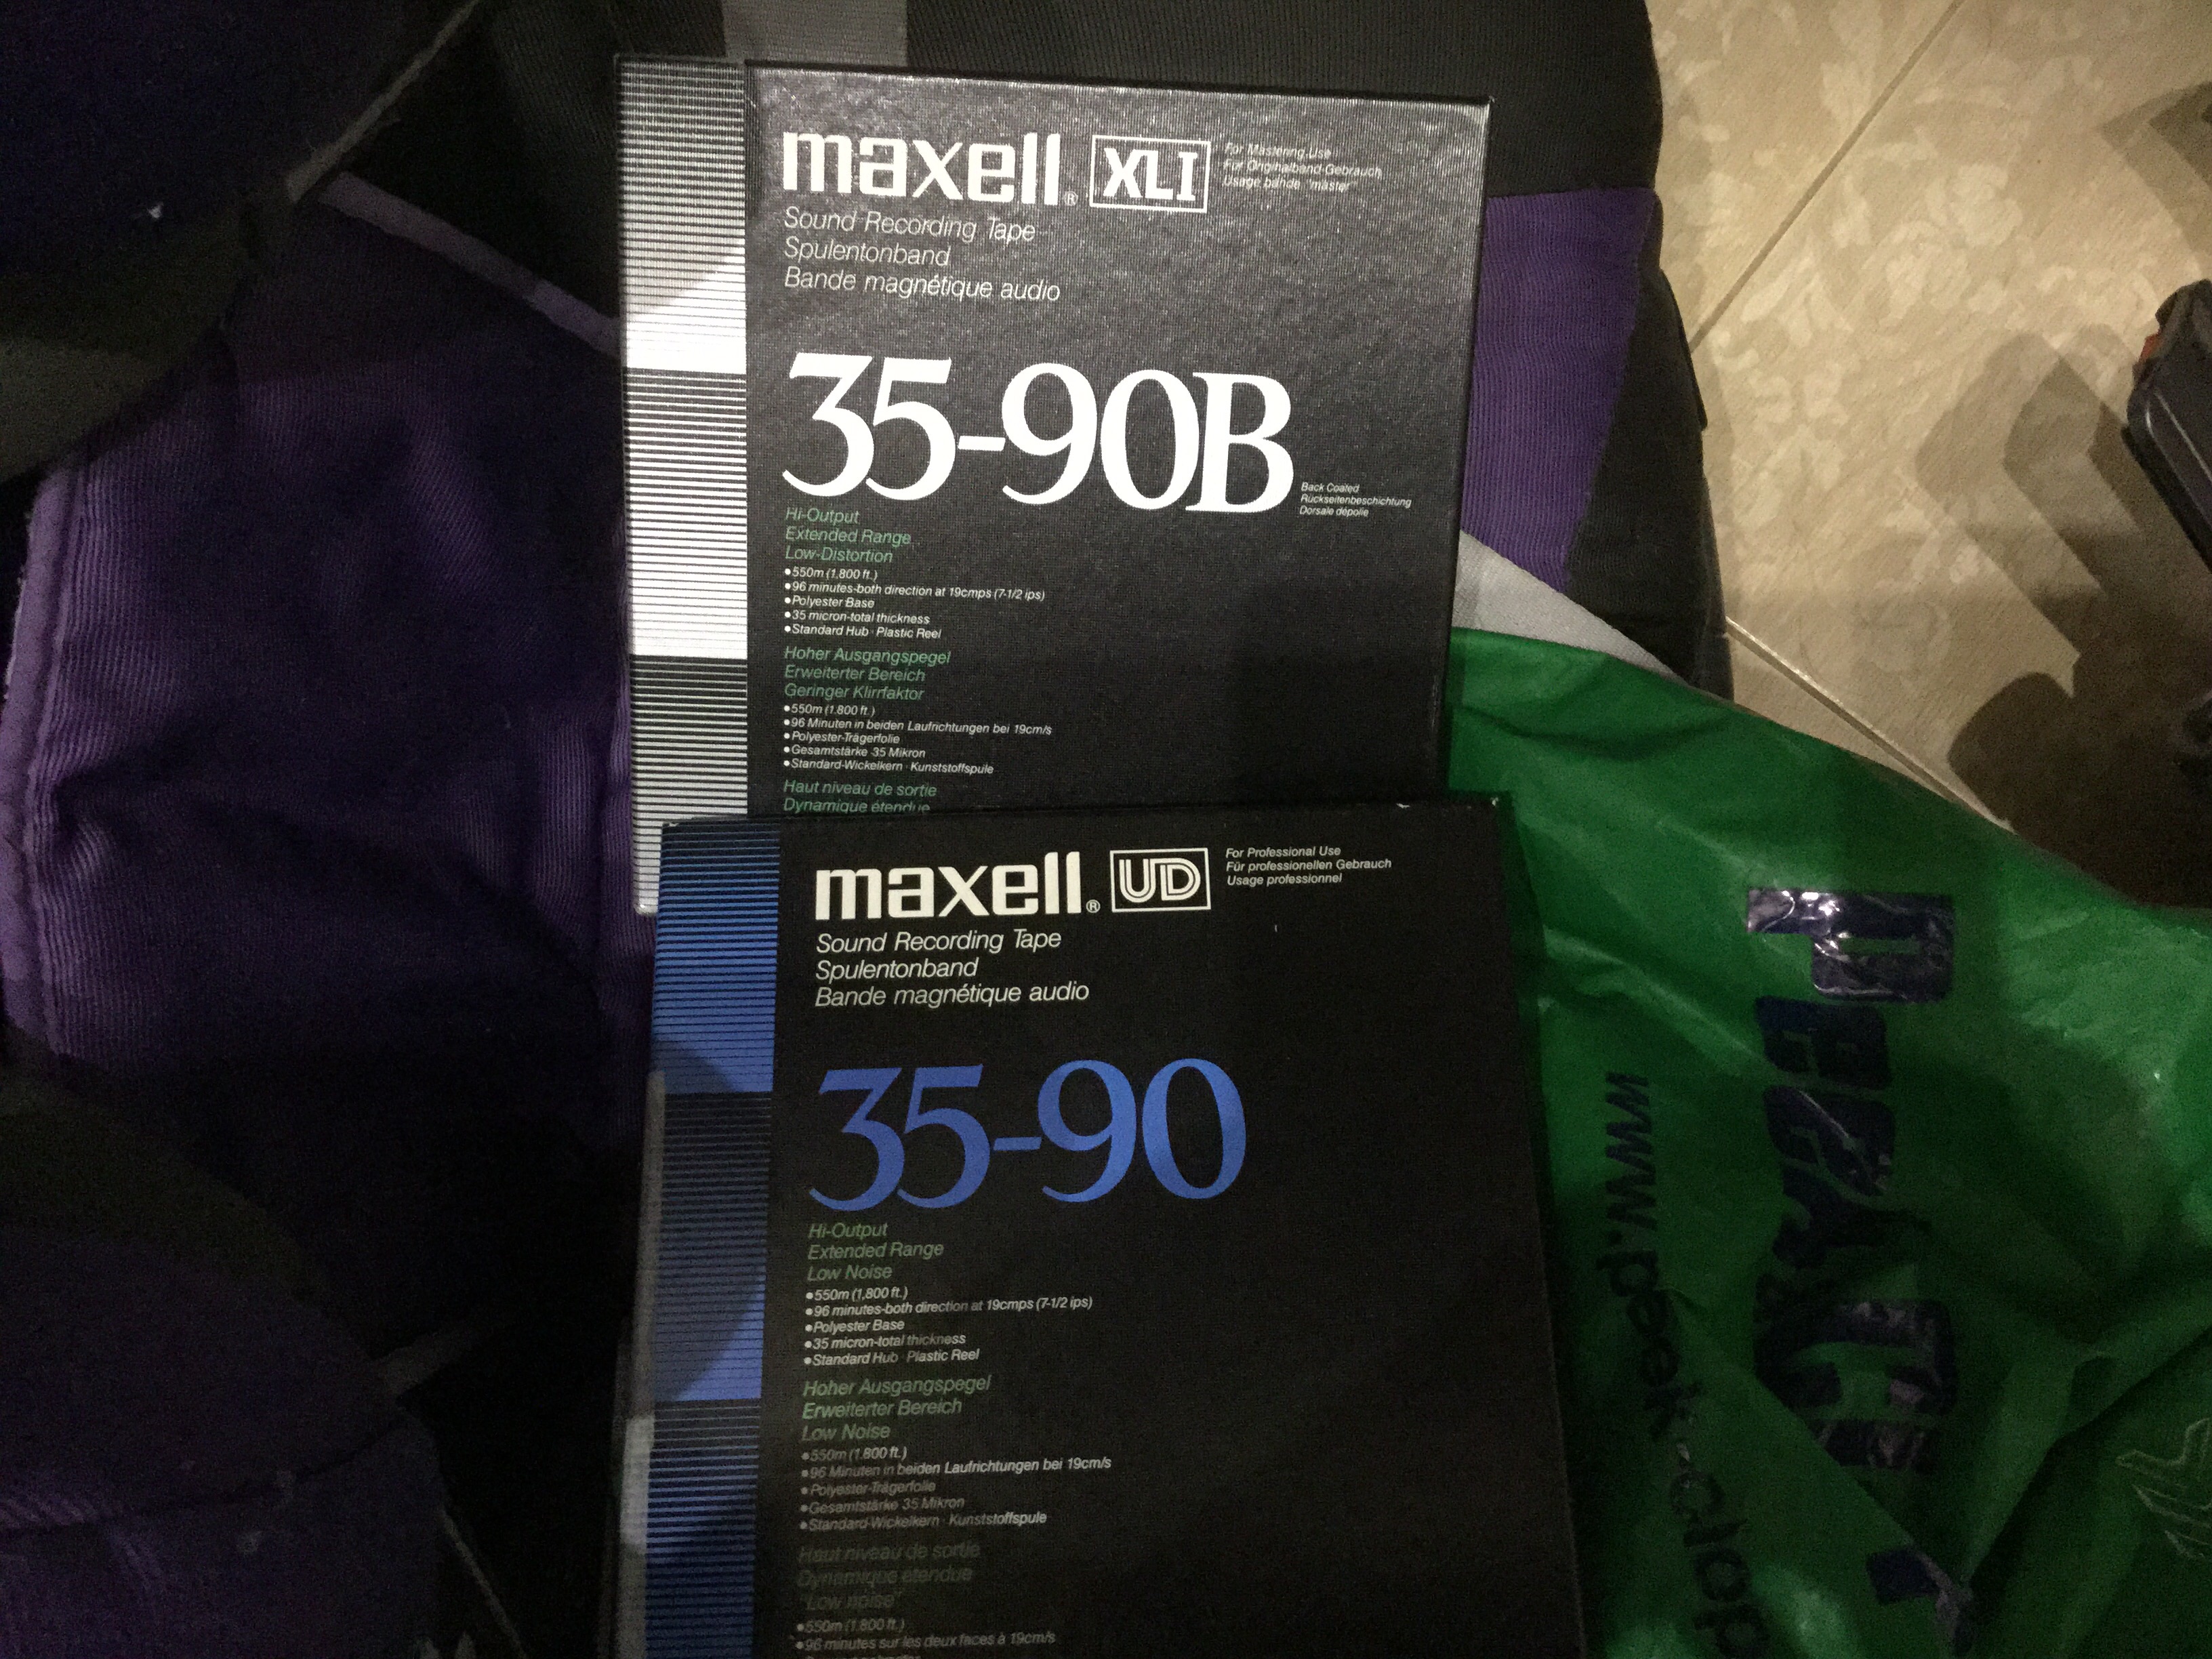 maxell® XLI
For Mastering Use
Für Originalband-Gebrauch
Usage bande "master"
Sound Recording Tape
Spulentonband
Bande magnétique audio
35-90B
Back Coated
Rückseitenbeschichtung
Dorsale dépolie
Hi-Output
Extended Range
Low-Distortion
•550m (1,800 ft.)
•96 minutes-both direction at 19cmps (7-1/2 ips)
•Polyester Base
•35 micron-total thickness
•Standard Hub · Plastic Reel
Hoher Ausgangspegel
Erweiterter Bereich
Geringer Klirrfaktor
•550m (1.800 ft.)
•96 Minuten in beiden Laufrichtungen bei 19cm/s
•Polyester-Trägerfolie
•Gesamtstärke 35 Mikron
•Standard-Wickelkern · Kunststoffspule
Haut niveau de sortie
Dynamique étendue
maxell® UD
For Professional Use
Für professionellen Gebrauch
Usage professionnel
Sound Recording Tape
Spulentonband
Bande magnétique audio
35-90
Hi-Output
Extended Range
Low Noise
•550m (1,800 ft.)
•96 minutes-both direction at 19cmps (7-1/2 ips)
•Polyester Base
•35 micron-total thickness
•Standard Hub · Plastic Reel
Hoher Ausgangspegel
Erweiterter Bereich
Low Noise
•550m (1.800 ft.)
•96 Minuten in beiden Laufrichtungen bei 19cm/s
•Polyester-Trägerfolie
•Gesamtstärke 35 Mikron
•Standard-Wickelkern · Kunststoffspule
Haut niveau de sortie
Dynamique étendue
"Low noise"
•550m (1.800 ft.)
•96 minutes sur les deux faces à 19cm/s